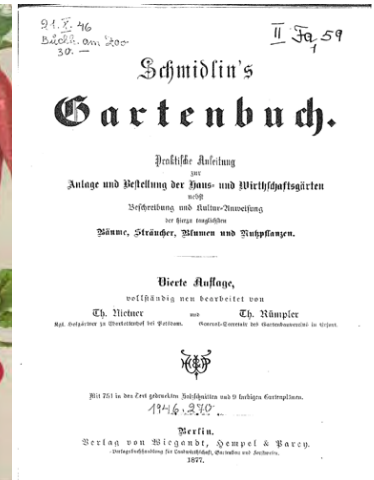 21. X. 46
Buchh. am Zoo
30. —
II Fg 59
1
Schmidlin's
Gartenbuch.
Praktische Anleitung
zur
Anlage und Bestellung der Haus- und Wirthschaftsgärten
nebst
Beschreibung und Kultur-Anweisung
der hierzu tauglichsten
Bäume, Sträucher, Blumen und Nutzpflanzen.
Vierte Auflage,
vollständig neu bearbeitet von
Th. Nietner und Th. Rümpler
Kgl. Hofgärtner zu Monbijou bei Potsdam. General-Secretair des Gartenbauvereins in Erfurt.
Mit 751 in den Text gedruckten Holzschnitten und 9 farbigen Gartenplänen.
1946.270
Berlin.
Verlag von Wiegandt, Hempel & Parey.
Verlagsbuchhandlung für Landwirthschaft, Gartenbau und Forstwesen.
1877.